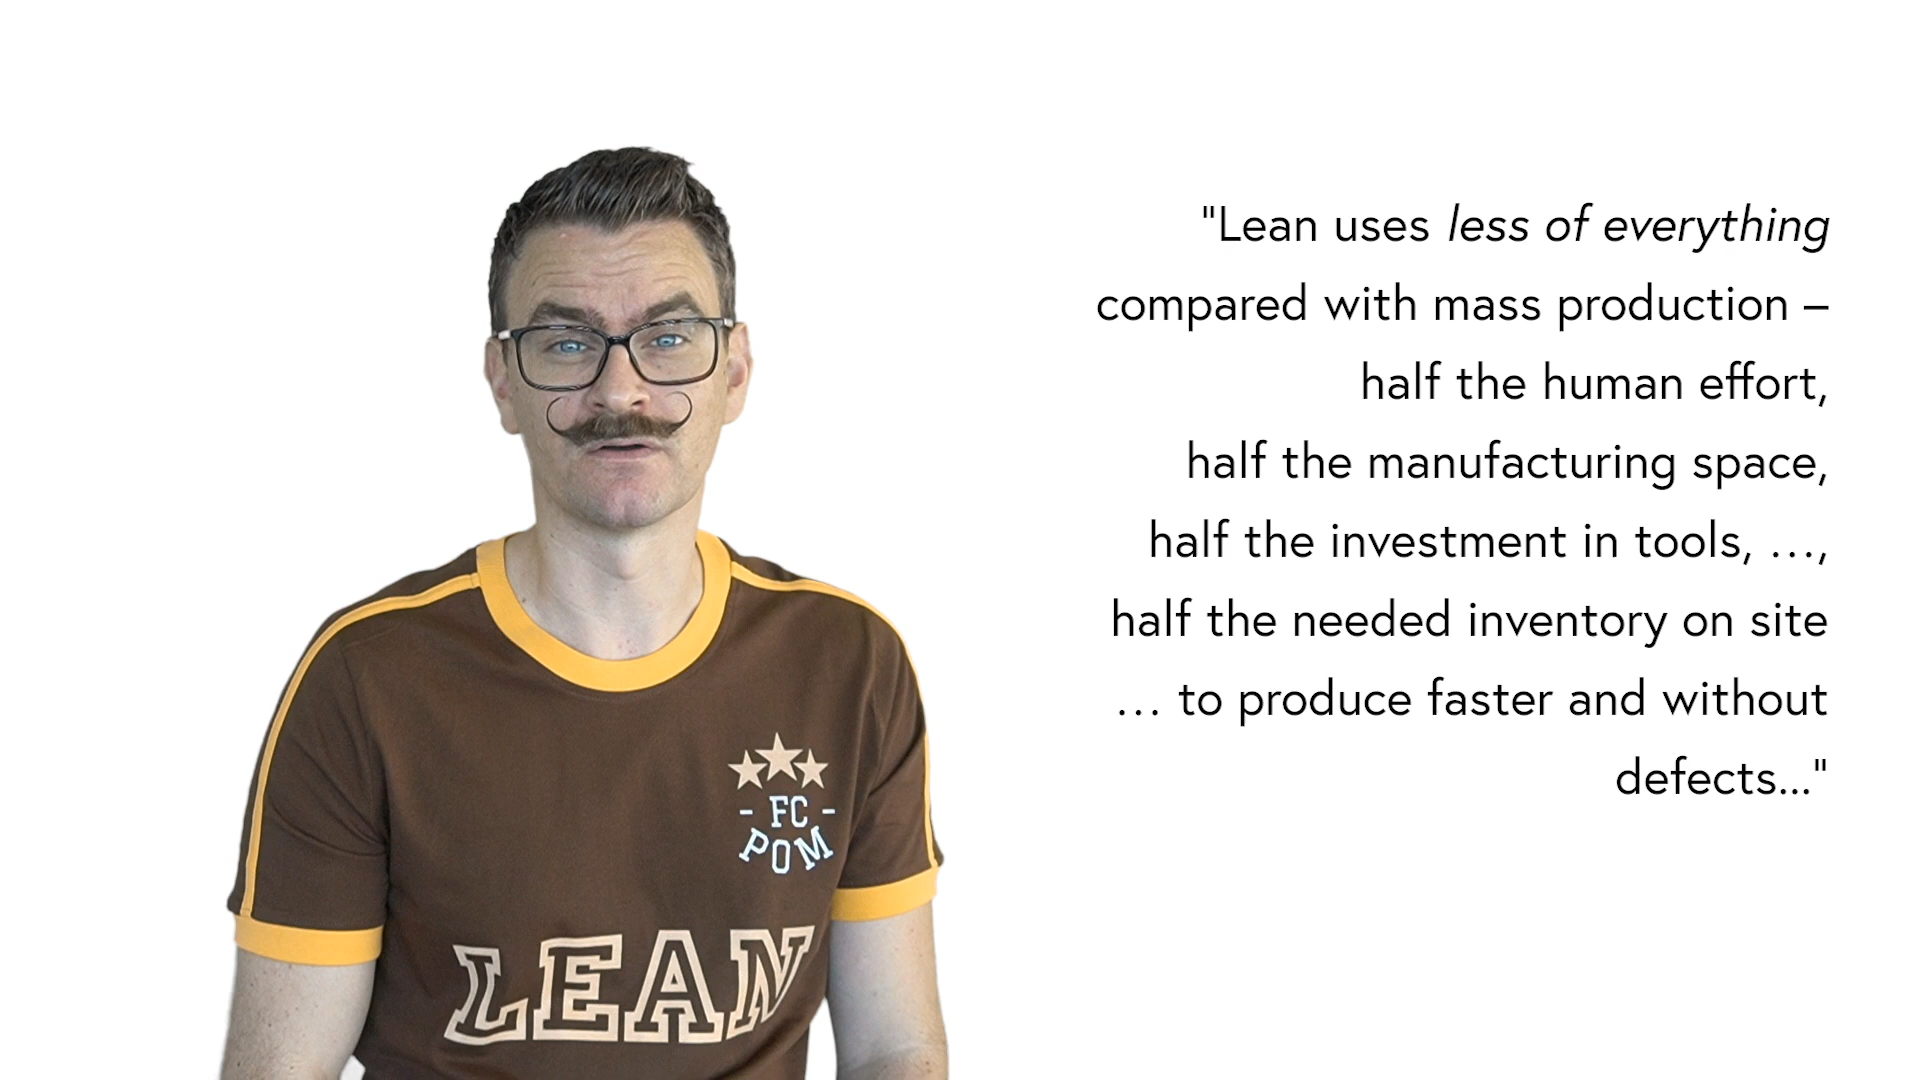 "Lean uses less of everything
compared with mass production –
half the human effort,
half the manufacturing space,
half the investment in tools, …,
half the needed inventory on site
… to produce faster and without
defects..."
- FC -
POM
LEAN